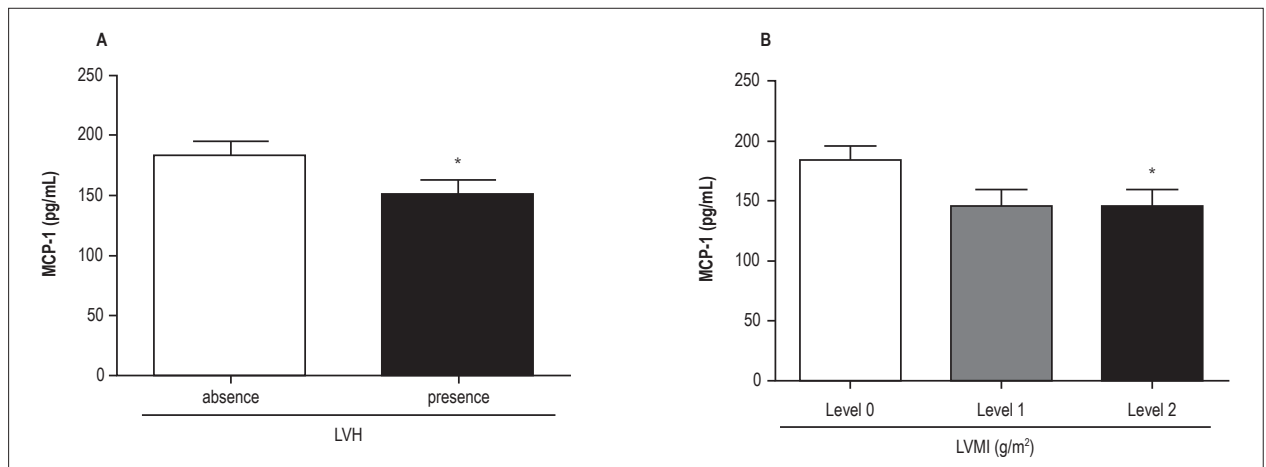 A
MCP-1 (pg/mL)
250
200
150
100
50
0
*
absence
presence
LVH
B
MCP-1 (pg/mL)
250
200
150
100
50
0
*
Level 0
Level 1
Level 2
LVMI (g/m²)